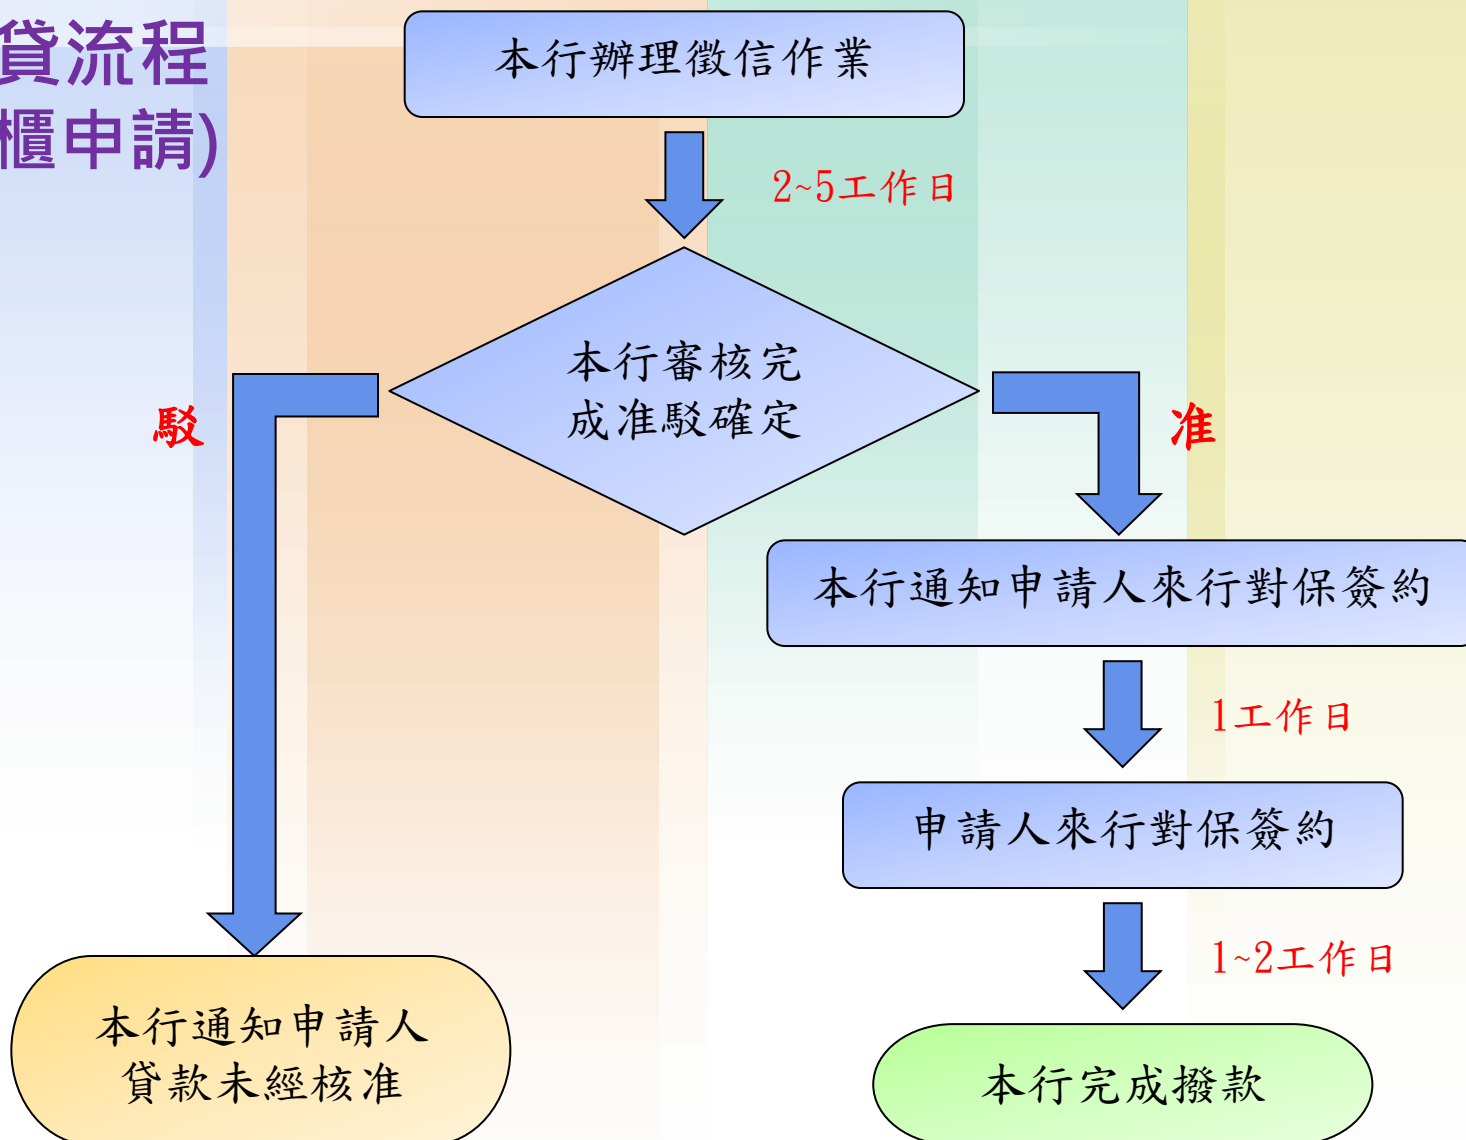 貸流程
櫃申請)
本行辦理徵信作業
2~5工作日
本行審核完
成准駁確定
駁
准
本行通知申請人來行對保簽約
1工作日
申請人來行對保簽約
1~2工作日
本行通知申請人
貸款未經核准
本行完成撥款